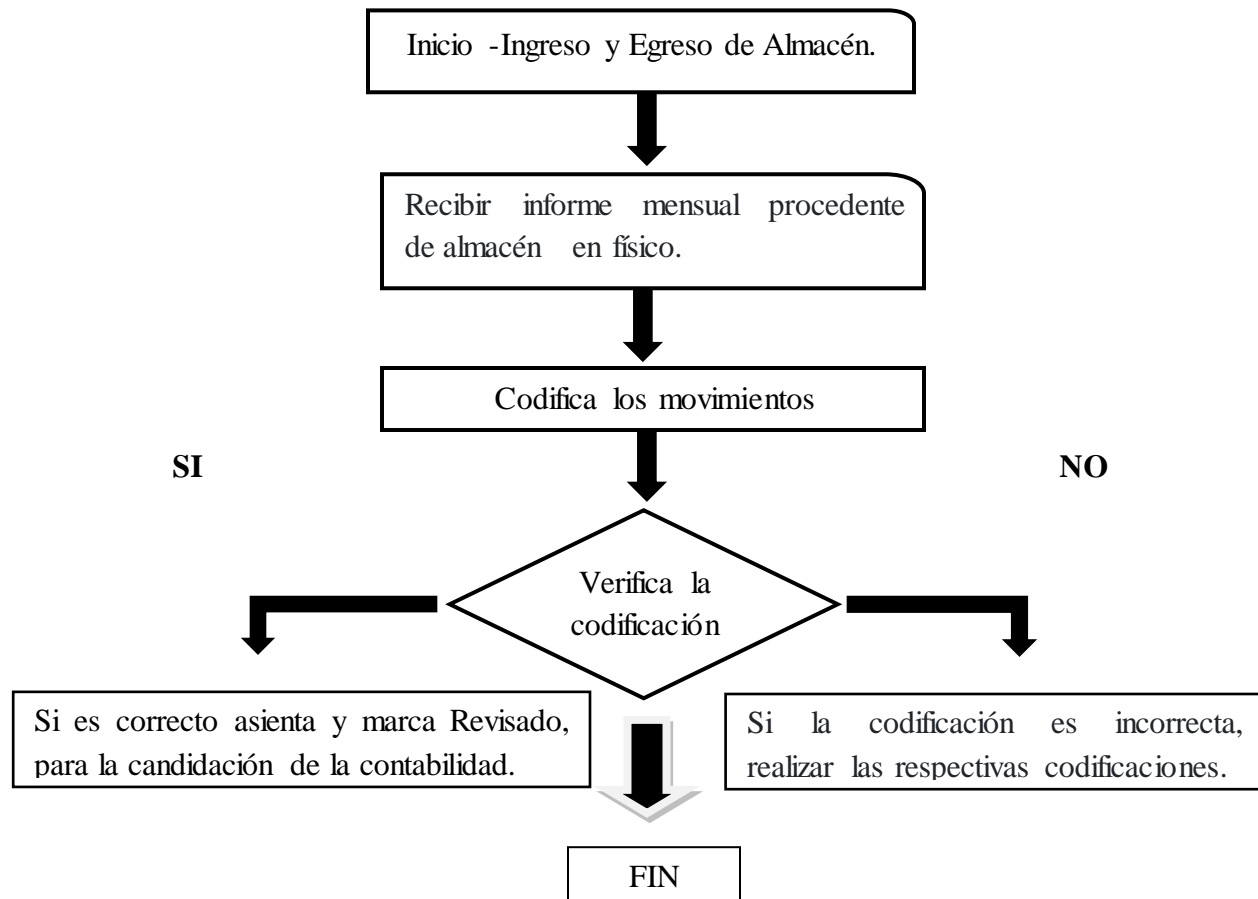 Inicio -Ingreso y Egreso de Almacén.
Recibir informe mensual procedente
de almacén en físico.
Codifica los movimientos
SI
NO
Verifica la
codificación
Si es correcto asienta y marca Revisado,
para la candidación de la contabilidad.
Si la codificación es incorrecta,
realizar las respectivas codificaciones.
FIN